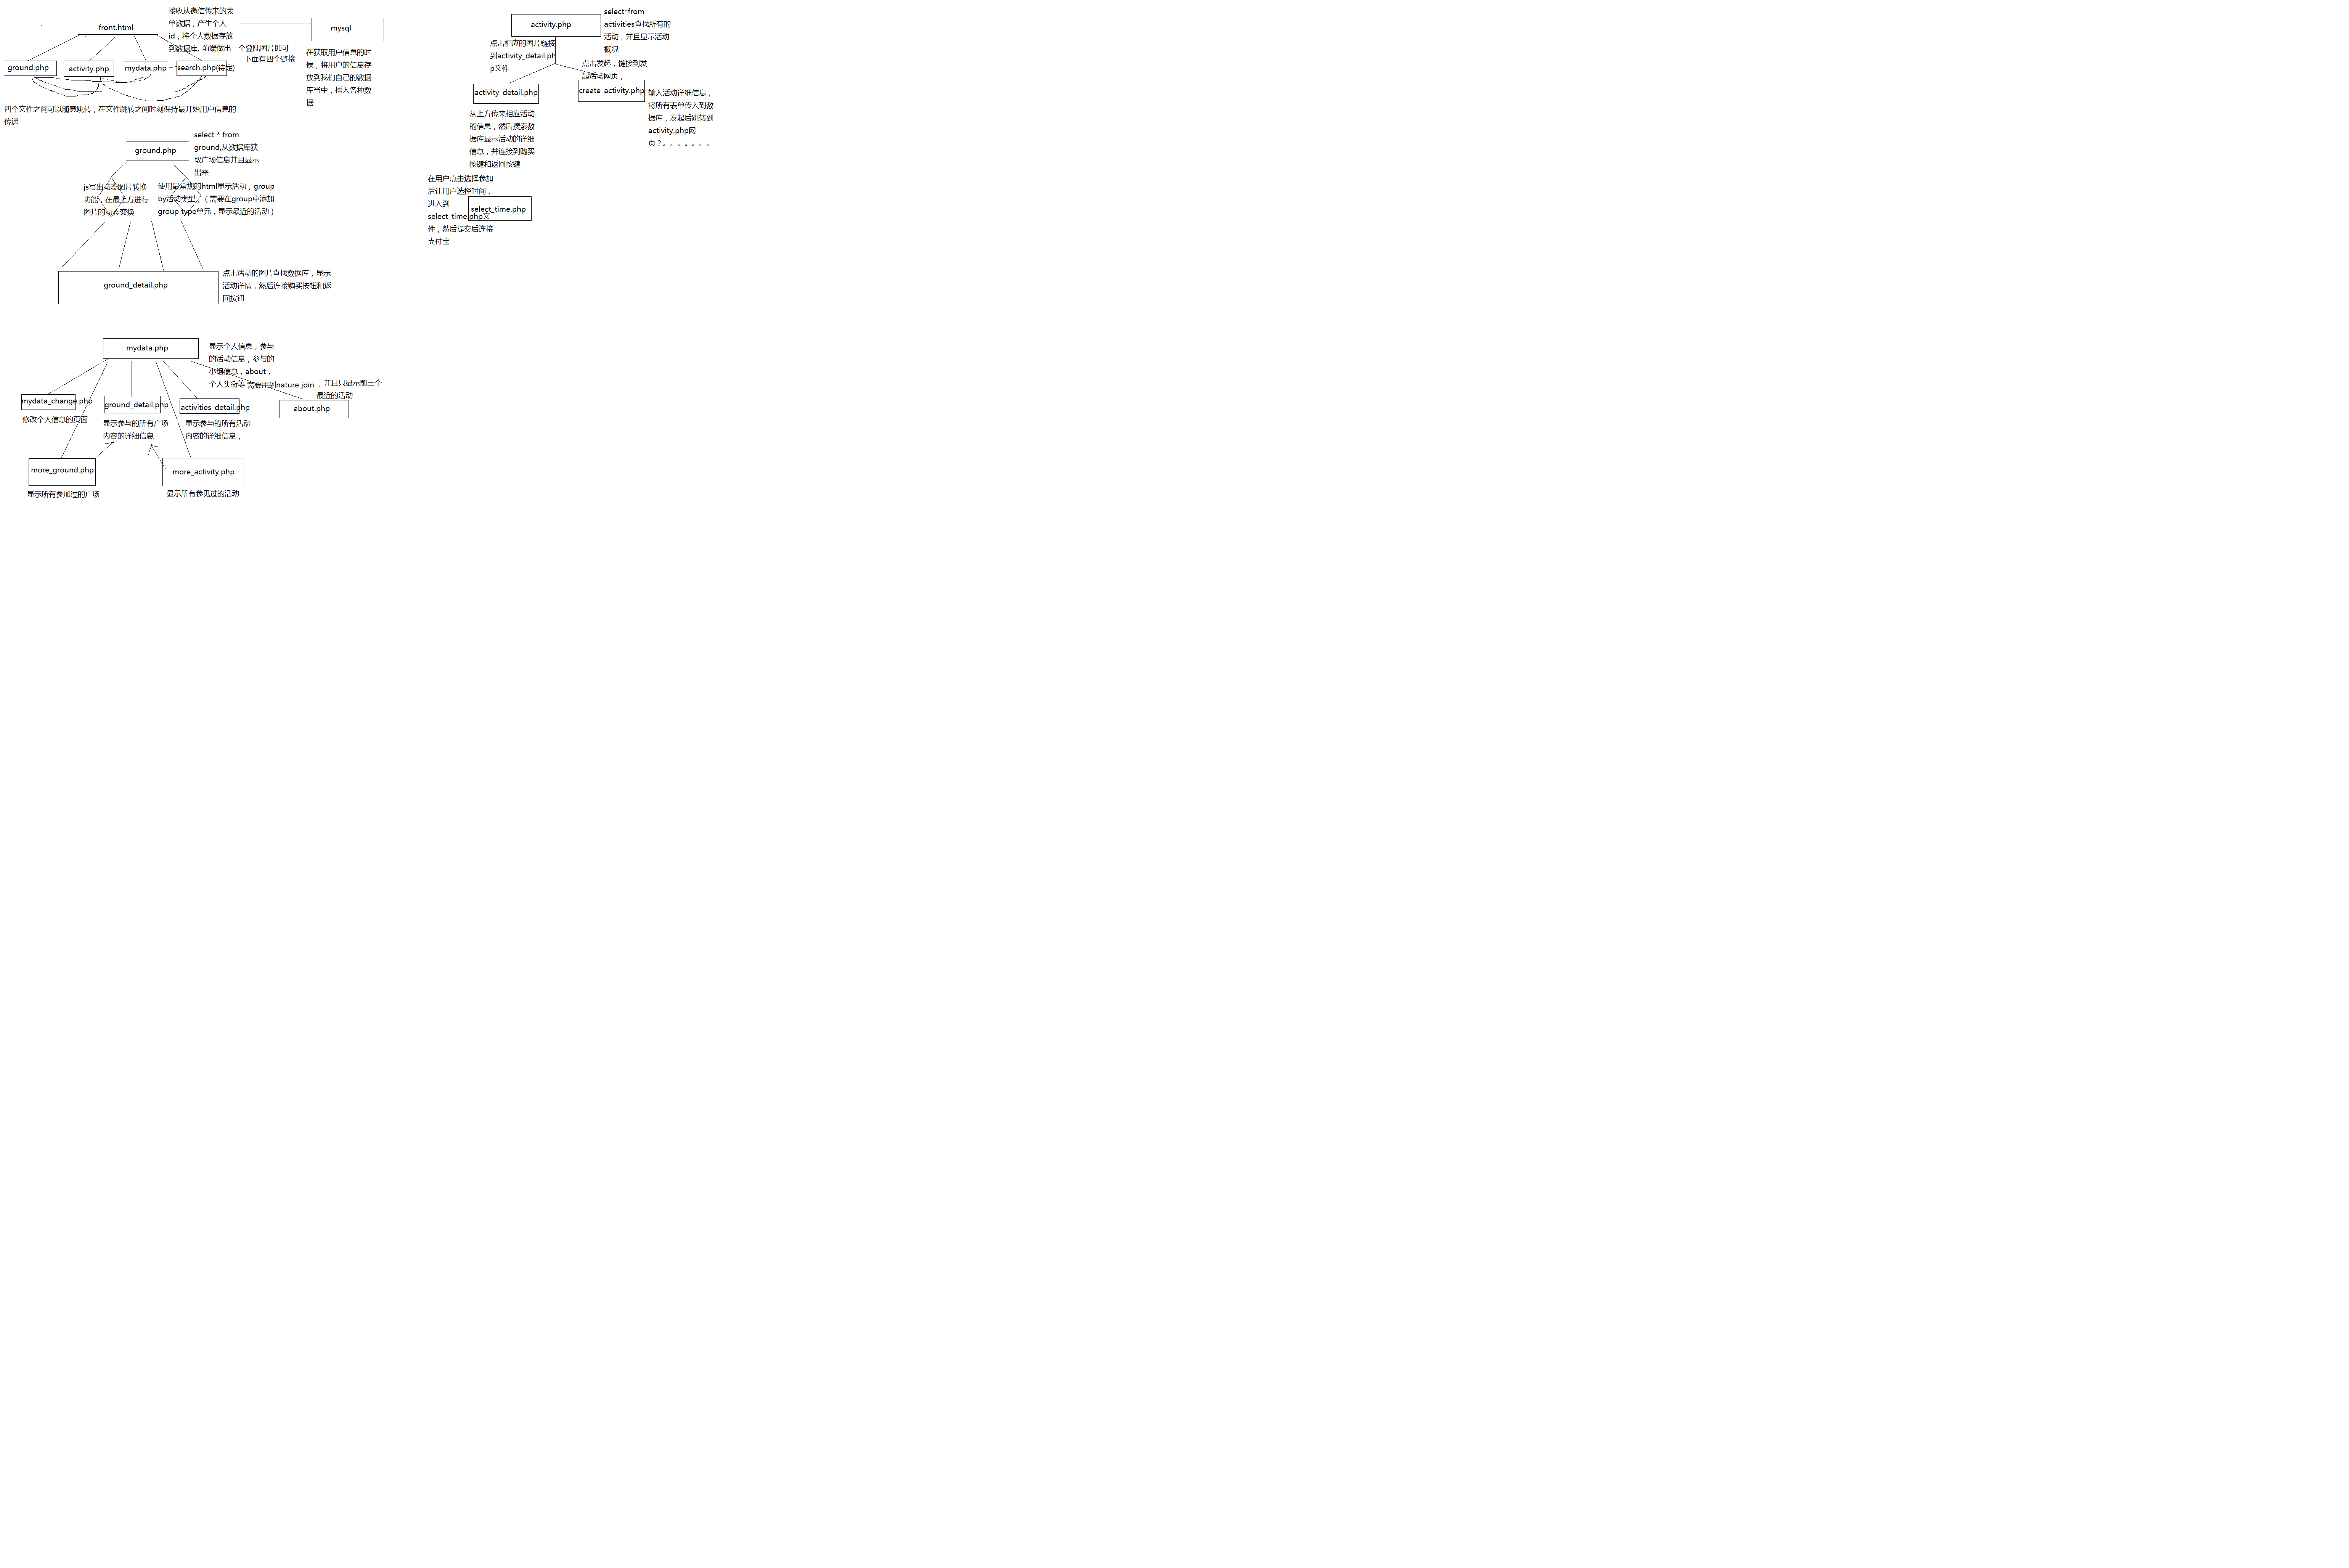 front.html
接收从微信传来的表
单数据，产生个人
id，将个人数据存放
到数据库, 前端做出一个登陆图片即可
下面有四个链接
mysql
在获取用户信息的时
候，将用户的信息存
放到我们自己的数据
库当中，插入各种数
据
ground.php
activity.php
mydata.php
search.php(待定)
四个文件之间可以随意跳转，在文件跳转之间时刻保持最开始用户信息的
传递
ground.php
select * from
ground,从数据库获
取广场信息并且显示
出来
js写出动态图片转换
功能，在最上方进行
图片的动态变换
使用最常规的html显示活动，group
by活动类型，（需要在group中添加
group type单元，显示最近的活动）
ground_detail.php
点击活动的图片查找数据库，显示
活动详情，然后连接购买按钮和返
回按钮
mydata.php
显示个人信息，参与
的活动信息，参与的
小组信息，about，
个人头衔等 需要用到nature join ，并且只显示前三个
最近的活动
mydata_change.php
修改个人信息的页面
ground_detail.php
显示参与的所有广场
内容的详细信息
activities_detail.php
显示参与的所有活动
内容的详细信息，
about.php
more_ground.php
显示所有参加过的广场
more_activity.php
显示所有参见过的活动
activity.php
select*from
activities查找所有的
活动，并且显示活动
概况
点击相应的图片链接
到activity_detail.ph
p文件
点击发起，链接到发
起活动网页，
activity_detail.php
create_activity.php
输入活动详细信息，
将所有表单传入到数
据库，发起后跳转到
activity.php网
页？。。。。。。。
从上方传来相应活动
的信息，然后搜素数
据库显示活动的详细
信息，并连接到购买
按键和返回按键
在用户点击选择参加
后让用户选择时间，
进入到
select_time.php文
件，然后提交后连接
支付宝
select_time.php